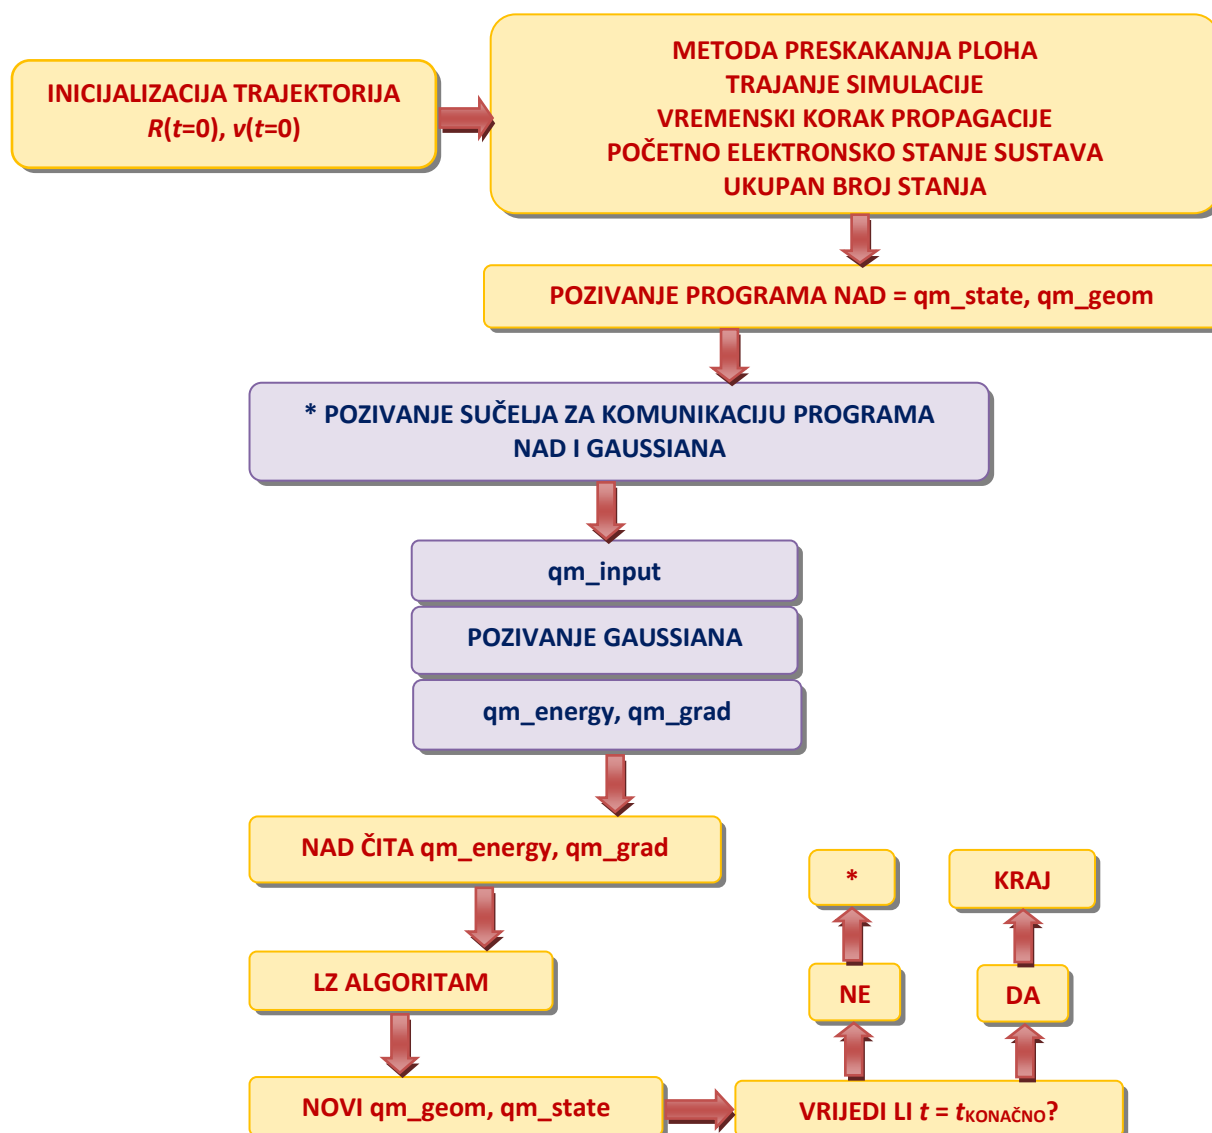 INICIJALIZACIJA TRAJEKTORIJA
R(t=0), v(t=0)
METODA PRESKAKANJA PLOHA
TRAJANJE SIMULACIJE
VREMENSKI KORAK PROPAGACIJE
POČETNO ELEKTRONSKO STANJE SUSTAVA
UKUPAN BROJ STANJA
POZIVANJE PROGRAMA NAD = qm_state, qm_geom
* POZIVANJE SUČELJA ZA KOMUNIKACIJU PROGRAMA
NAD I GAUSSIANA
qm_input
POZIVANJE GAUSSIANA
qm_energy, qm_grad
NAD ČITA qm_energy, qm_grad
LZ ALGORITAM
NOVI qm_geom, qm_state
VRIJEDI LI t = tKONAČNO?
NE
DA
*
KRAJ